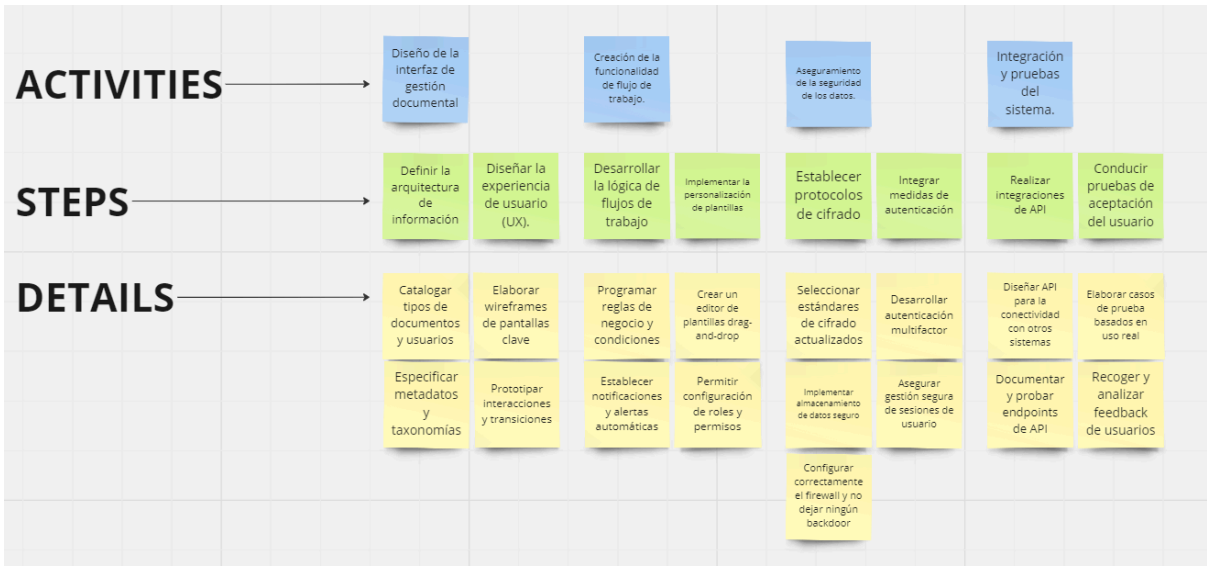 ACTIVITIES
Diseño de la
interfaz de
gestión
documental
Creación de la
funcionalidad
de flujo de
trabajo.
Aseguramiento
de la seguridad
de los datos.
Integración
y pruebas
del
sistema.
STEPS
Definir la
arquitectura
de
información
Diseñar la
experiencia
de usuario
(UX).
Desarrollar
la lógica de
flujos de
trabajo
Implementar la
personalización
de plantillas
Establecer
protocolos
de cifrado
Integrar
medidas de
autenticación
Realizar
integraciones
de API
Conducir
pruebas de
aceptación
del usuario
DETAILS
Catalogar
tipos de
documentos
y usuarios
Elaborar
wireframes
de pantallas
clave
Programar
reglas de
negocio y
condiciones
Crear un
editor de
plantillas drag-
and-drop
Seleccionar
estándares
de cifrado
actualizados
Desarrollar
autenticación
multifactor
Diseñar API
para la
conectividad
con otros
sistemas
Elaborar casos
de prueba
basados en
uso real
Especificar
metadatos
y
taxonomías
Prototipar
interacciones
y transiciones
Establecer
notificaciones
y alertas
automáticas
Permitir
configuración
de roles y
permisos
Implementar
almacenamiento
de datos seguro
Asegurar
gestión segura
de sesiones de
usuario
Documentar
y probar
endpoints
de API
Recoger y
analizar
feedback
de usuarios
Configurar
correctamente
el firewall y no
dejar ningún
backdoor